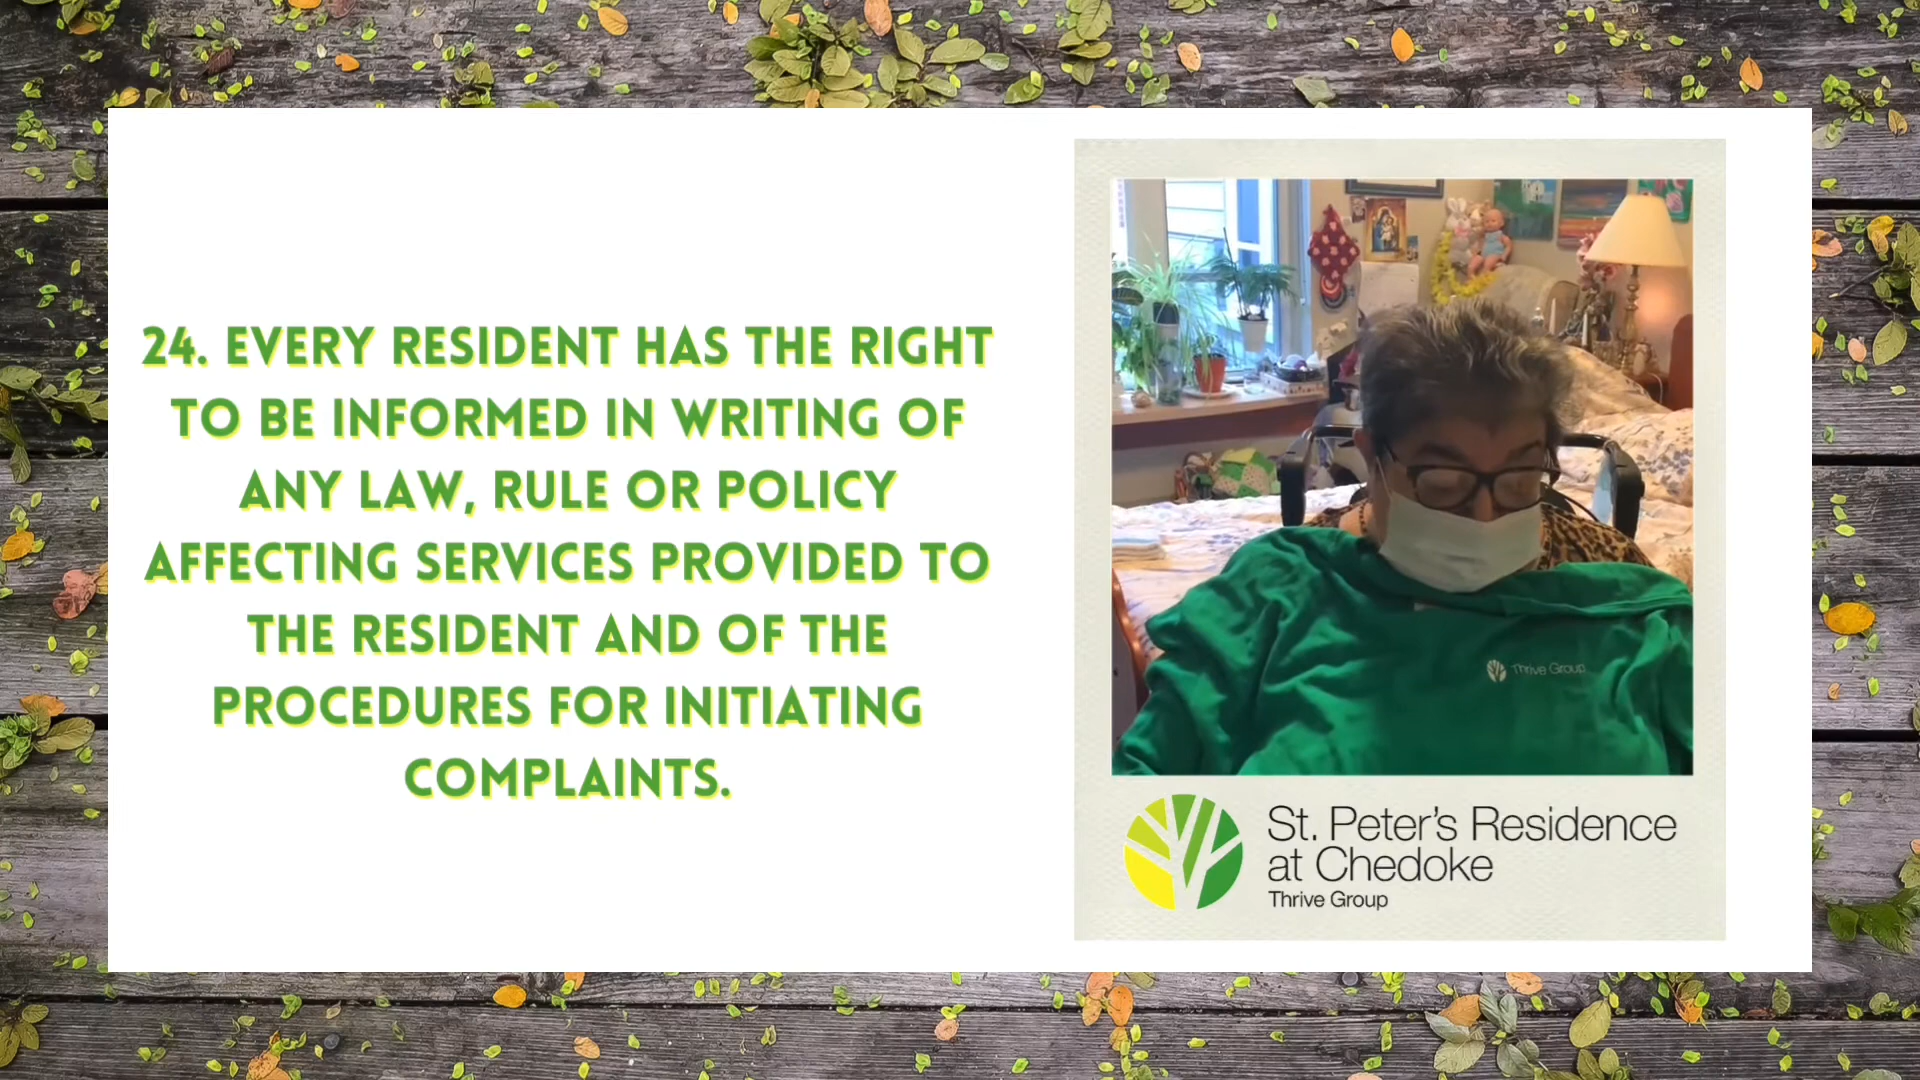 24. EVERY RESIDENT HAS THE RIGHT
TO BE INFORMED IN WRITING OF
ANY LAW, RULE OR POLICY
AFFECTING SERVICES PROVIDED TO
THE RESIDENT AND OF THE
PROCEDURES FOR INITIATING
COMPLAINTS.
Thrive Group
St. Peter's Residence
at Chedoke
Thrive Group